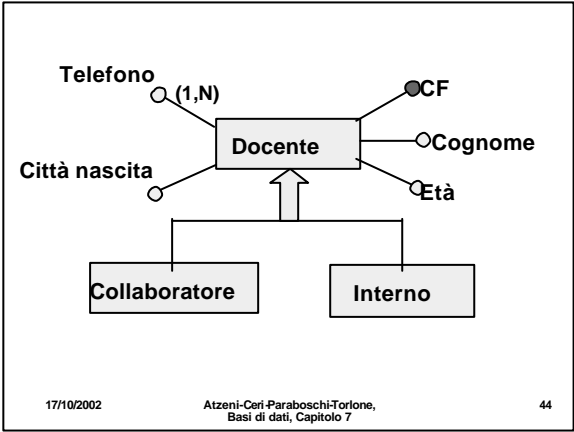 Telefono
(1,N)
CF
Docente
Cognome
Città nascita
Età
Collaboratore
Interno
17/10/2002
Atzeni-Ceri-Paraboschi-Torlone,
Basi di dati, Capitolo 7
44